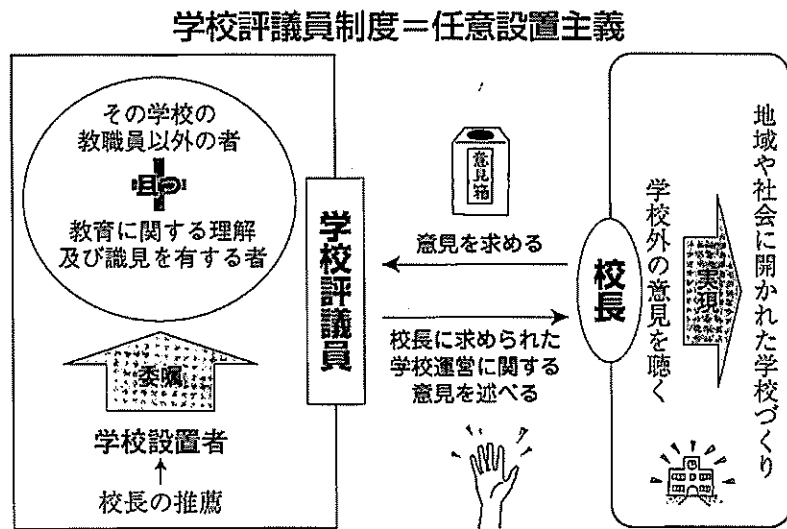 学校評議員制度＝任意設置主義
その学校の
教職員以外の者
且つ
教育に関する理解
及び識見を有する者
委嘱
学校設置者
校長の推薦
学校評議員
意見箱
意見を求める
校長に求められた
学校運営に関する
意見を述べる
校長
学校外の意見を聴く
実現
地域や社会に開かれた学校づくり